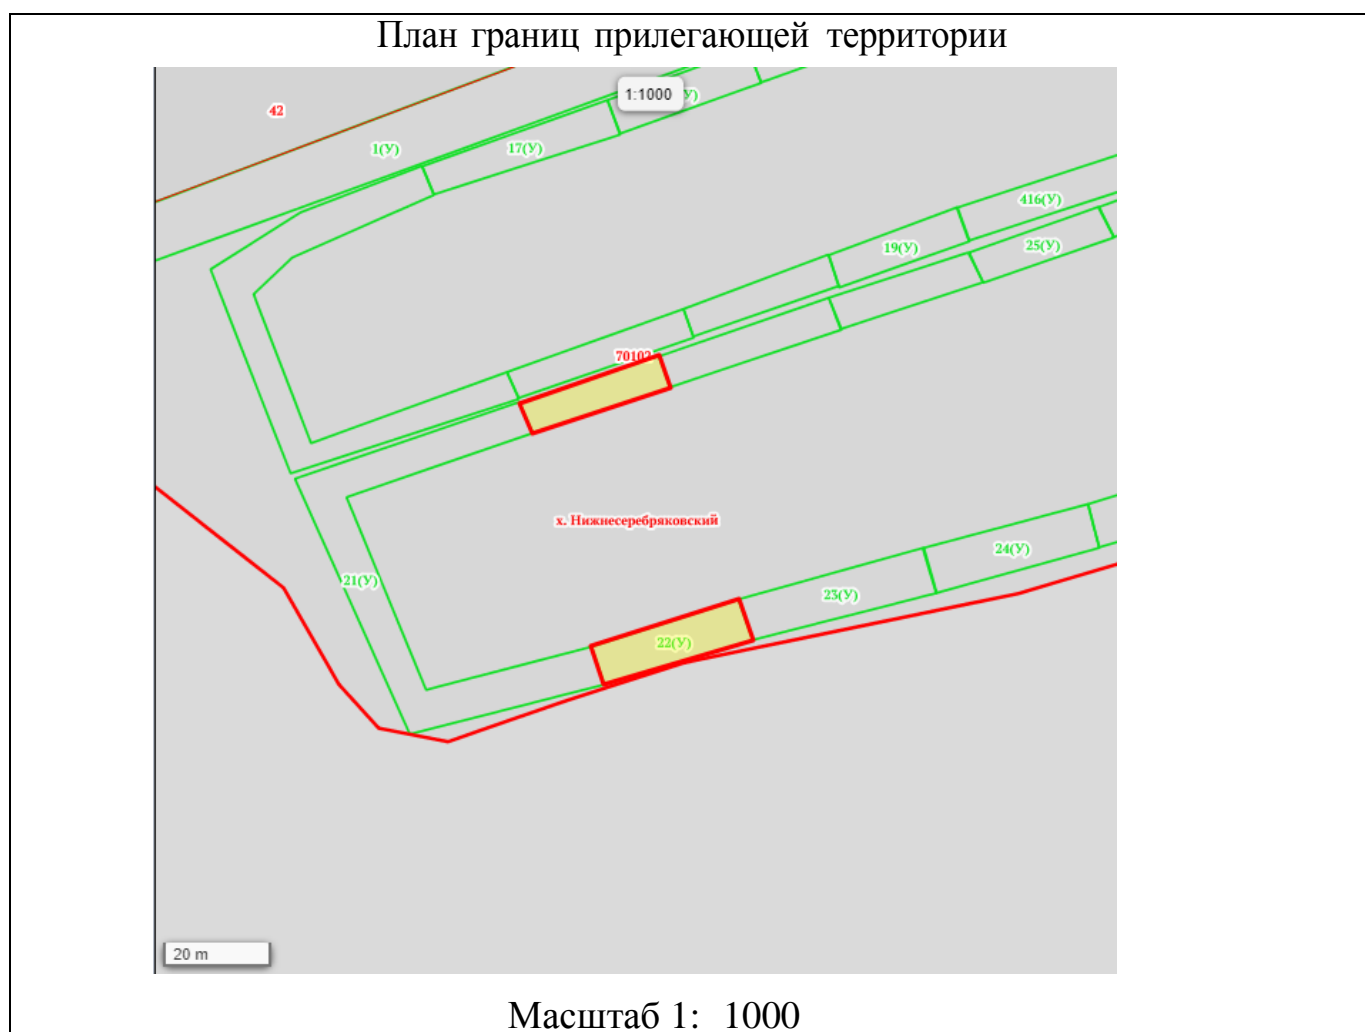 План границ прилегающей территории
1:1000
У)
42
1(У)
17(У)
416(У)
19(У)
25(У)
70102
х. Нижнесеребряковский
24(У)
21(У)
23(У)
22(У)
20 m
Масштаб 1: 1000